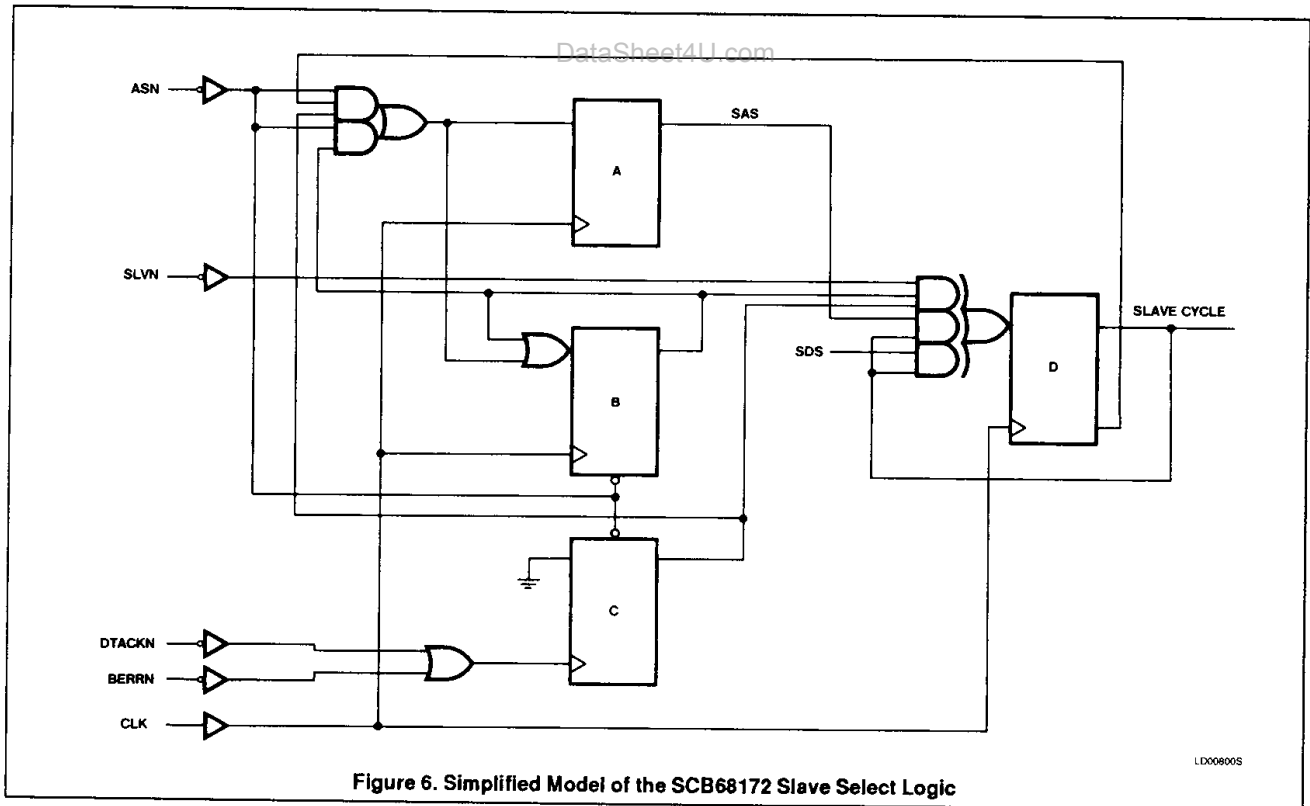 DataSheet4U.com
ASN
SAS
A
SLVN
SLAVE CYCLE
SDS
D
B
C
DTACKN
BERRN
CLK
LD00800S
Figure 6. Simplified Model of the SCB68172 Slave Select Logic